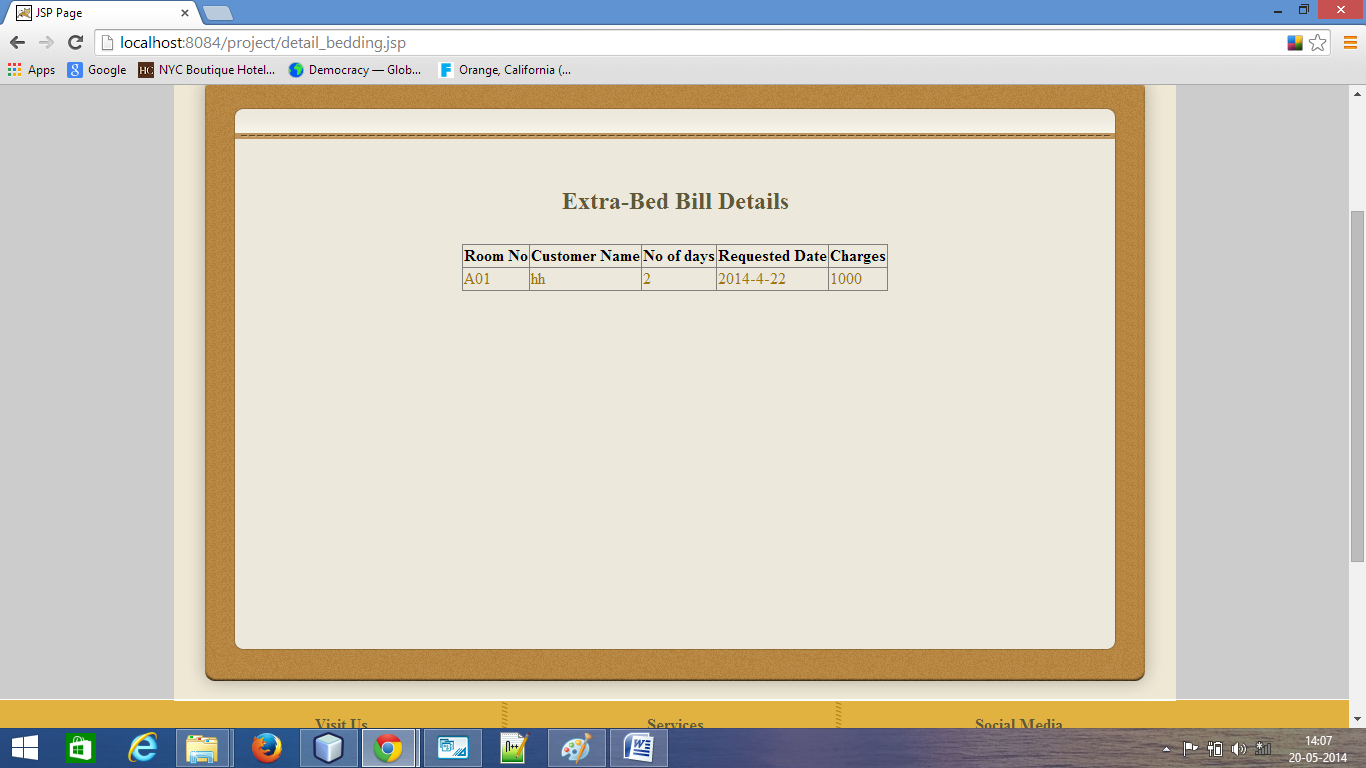 JSP Page
localhost:8084/project/detail_bedding.jsp
Apps Google NYC Boutique Hotel... Democracy — Glob... Orange, California (...
Extra-Bed Bill Details
Room No Customer Name No of days Requested Date Charges
A01 hh 2 2014-4-22 1000
Visit Us Services Social Media
14:07
20-05-2014